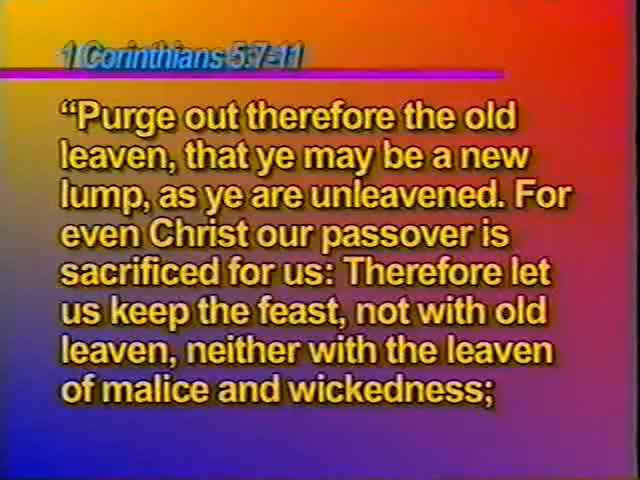 1 Corinthians 5:7-11
“Purge out therefore the old
leaven, that ye may be a new
lump, as ye are unleavened. For
even Christ our passover is
sacrificed for us: Therefore let
us keep the feast, not with old
leaven, neither with the leaven
of malice and wickedness;